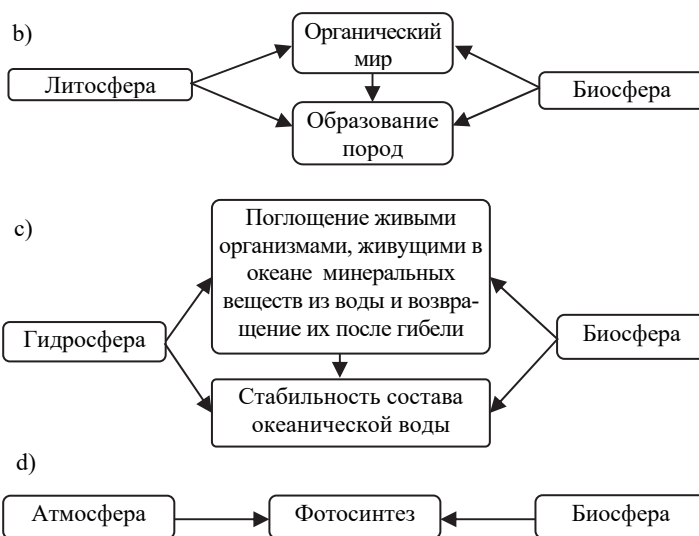 b)
Органический
мир
Литосфера
Биосфера
Образование
пород
c)
Поглощение живыми
организмами, живущими в
океане минеральных
веществ из воды и возвра-
щение их после гибели
Гидросфера
Биосфера
Стабильность состава
океанической воды
d)
Атмосфера
Фотосинтез
Биосфера